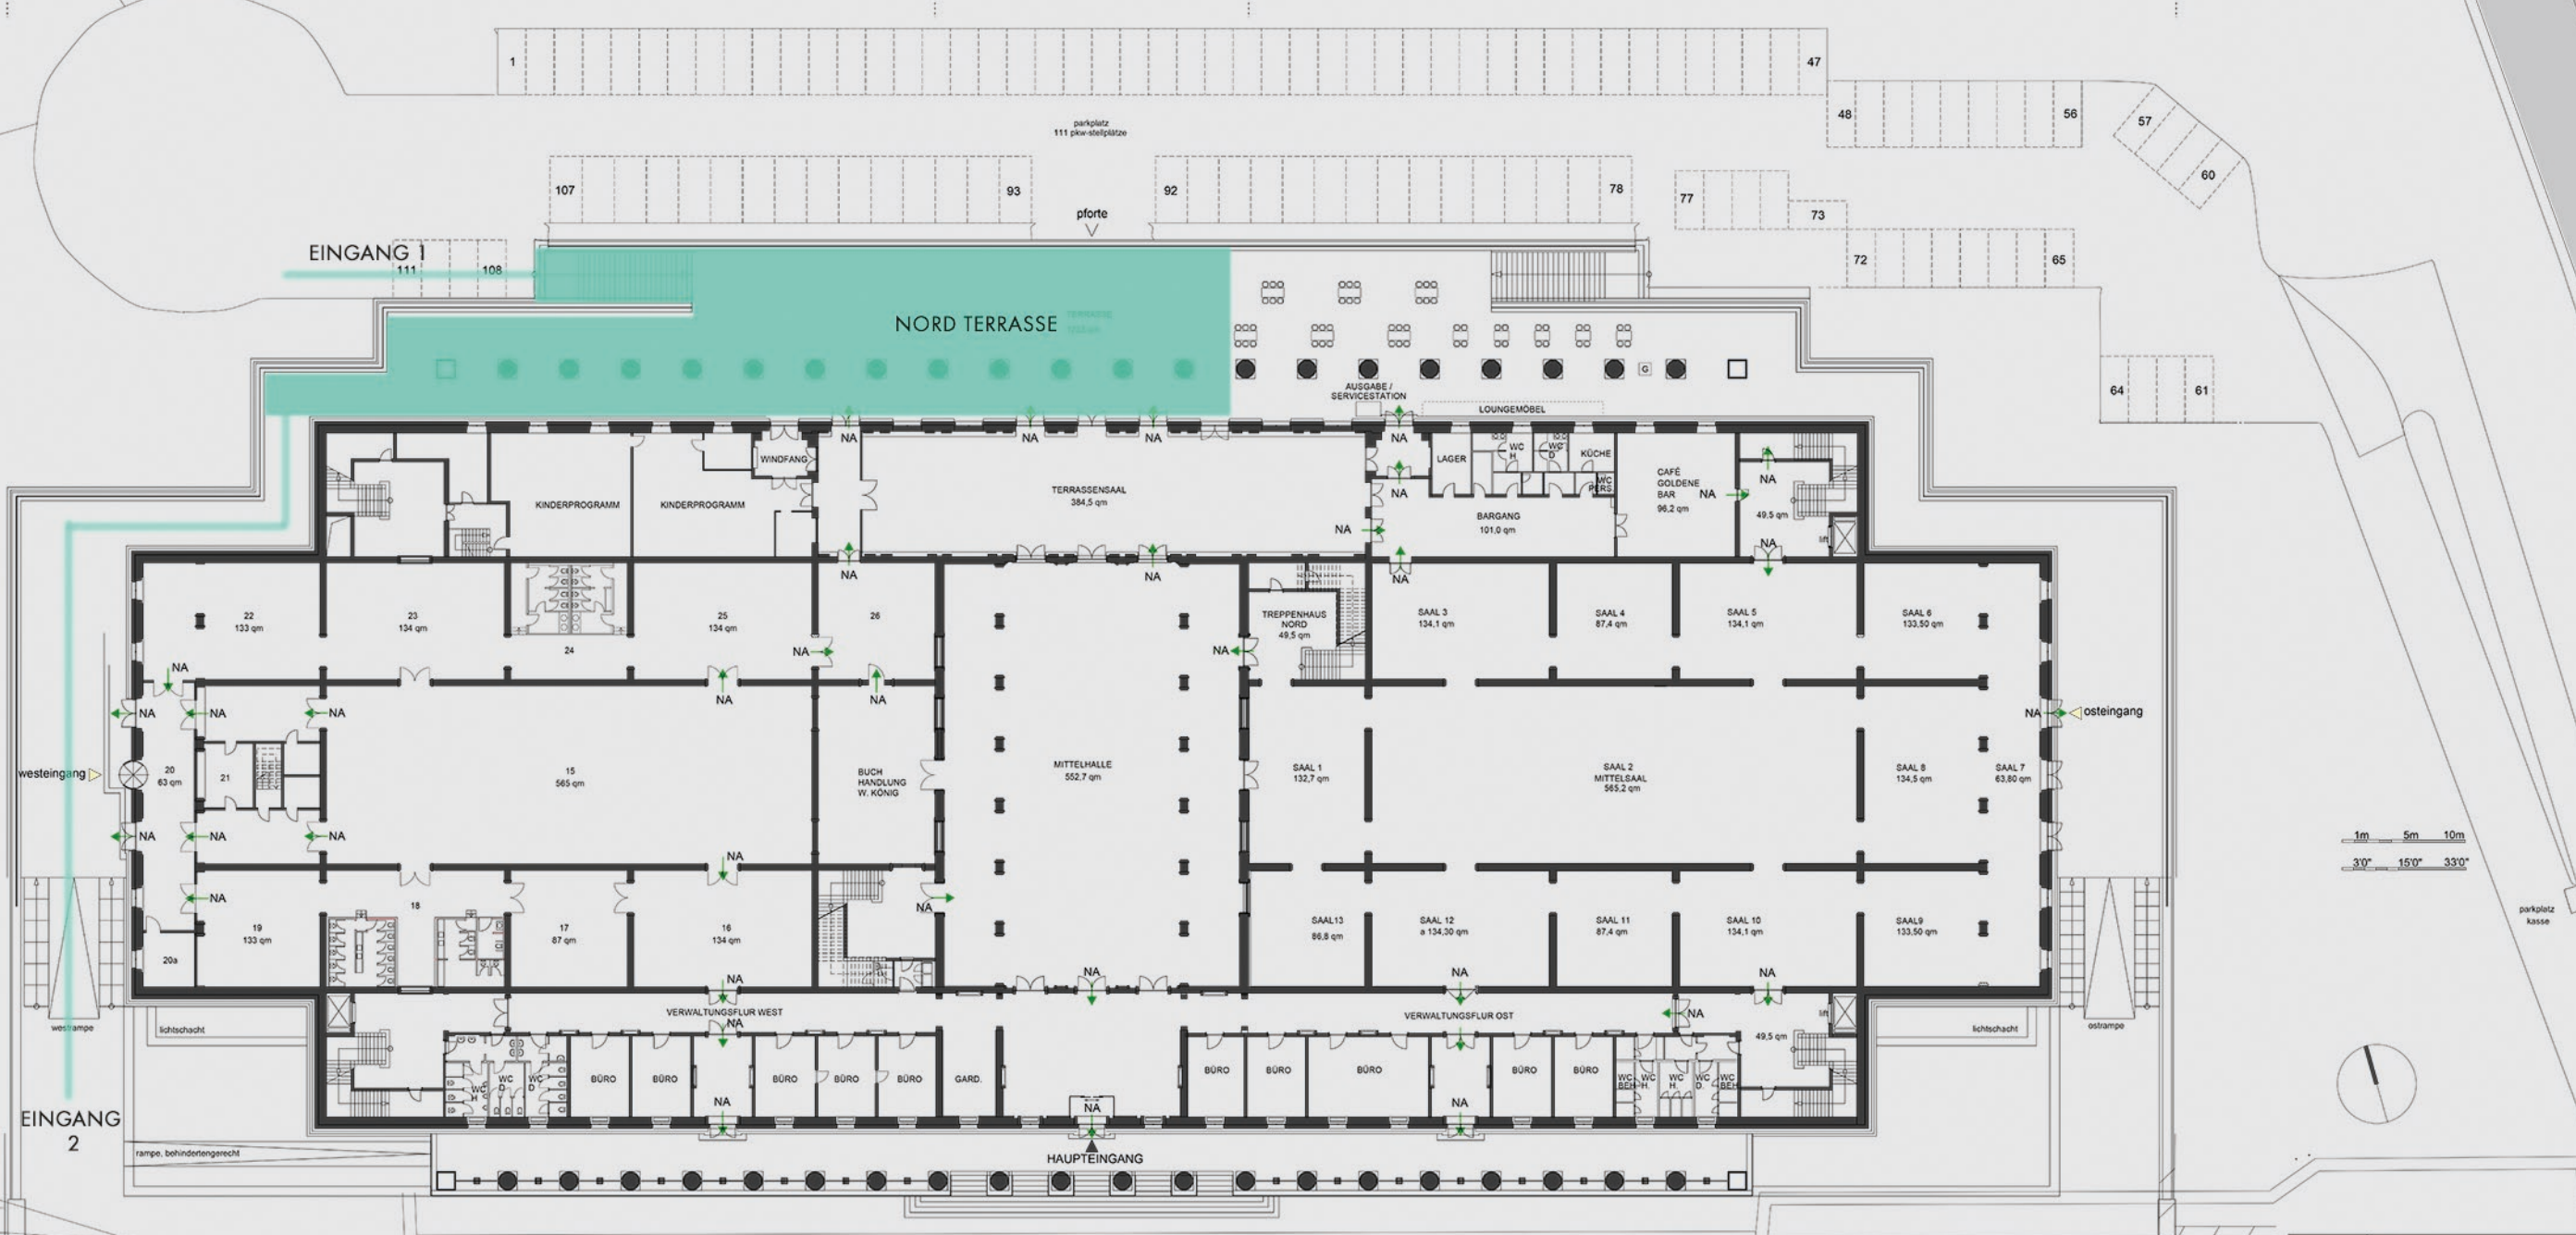 1
47
48
56
57
60
parkplatz
111 pkw-stellplätze
107
93
92
78
77
73
72
65
64
61
pforte
EINGANG 1
111
108
NORD TERRASSE
G
AUSGABE /
SERVICESTATION
LOUNGEMÖBEL
NA
NA
NA
NA
WINDFANG
KINDERPROGRAMM
KINDERPROGRAMM
TERRASSENSAAL
384,5 qm
LAGER
WC
H
WC
D
KÜCHE
WC
PERS.
CAFÉ
GOLDENE
BAR
96,2 qm
NA
NA
NA
NA
BARGANG
101,0 qm
49,5 qm
lift
NA
NA
NA
NA
NA
22
133 qm
23
134 qm
24
25
134 qm
26
NA
TREPPENHAUS
NORD
49,5 qm
NA
SAAL 3
134,1 qm
SAAL 4
87,4 qm
SAAL 5
134,1 qm
SAAL 6
133,50 qm
NA
NA
NA
NA
NA
NA
NA
osteingang
westeingang
20
63 qm
21
15
565 qm
BUCH
HANDLUNG
W. KÖNIG
MITTELHALLE
552,7 qm
SAAL 1
132,7 qm
SAAL 2
MITTELSAAL
565,2 qm
SAAL 8
134,5 qm
SAAL 7
63,80 qm
NA
NA
NA
NA
NA
NA
1m
5m
10m
3'0"
15'0"
33'0"
19
133 qm
18
17
87 qm
16
134 qm
20a
SAAL13
86,8 qm
SAAL 12
a 134,30 qm
SAAL 11
87,4 qm
SAAL 10
134,1 qm
SAAL9
133,50 qm
parkplatz
kasse
NA
NA
NA
NA
westrampe
lichtschacht
VERWALTUNGSFLUR WEST
NA
VERWALTUNGSFLUR OST
NA
lift
49,5 qm
lichtschacht
ostrampe
WC
H
WC
D
WC
D
BÜRO
BÜRO
BÜRO
BÜRO
BÜRO
GARD.
BÜRO
BÜRO
BÜRO
BÜRO
BÜRO
WC
BEH
WC
H.
WC
H.
WC
D.
WC
BEH
NA
NA
NA
EINGANG
2
rampe, behindertengerecht
HAUPTEINGANG